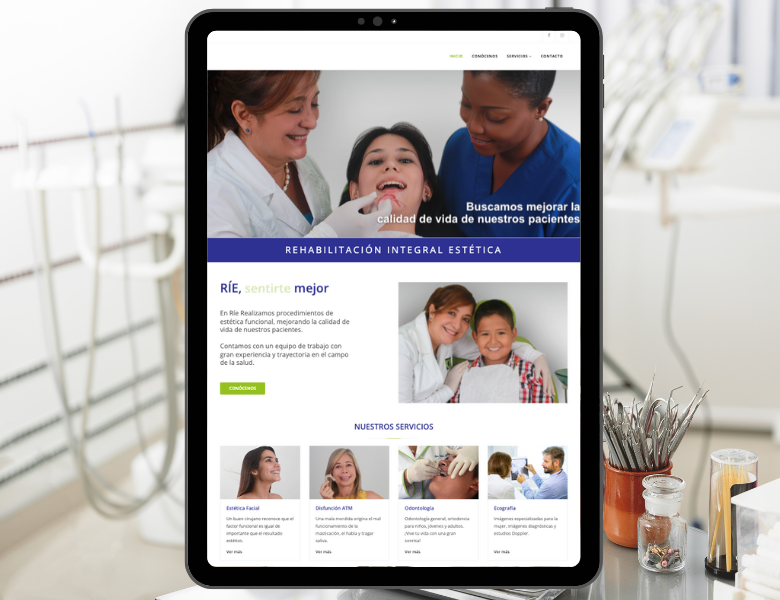 INICIO CONÓCENOS SERVICIOS CONTACTO
Buscamos mejorar la
calidad de vida de nuestros pacientes
REHABILITACIÓN INTEGRAL ESTÉTICA
RÍE, sentirte mejor
En Ríe Realizamos procedimientos de
estética funcional, mejorando la calidad de
vida de nuestros pacientes.
Contamos con un equipo de trabajo con
gran experiencia y trayectoria en el campo
de la salud.
CONÓCENOS
NUESTROS SERVICIOS
Estética Facial
Un buen cirujano reconoce que el
factor funcional es igual de
importante que el resultado
estético.
Ver más
Disfunción ATM
Una mala mordida origina el mal
funcionamiento de la
masticación, el habla y tragar
saliva.
Ver más
Odontología
Odontología general, ortodoncia
para niños, jóvenes y adultos.
¡Vive tu vida con una gran
sonrisa!
Ver más
Ecografía
Imágenes especializadas para la
mujer, imágenes diagnósticas y
estudios Doppler.
Ver más